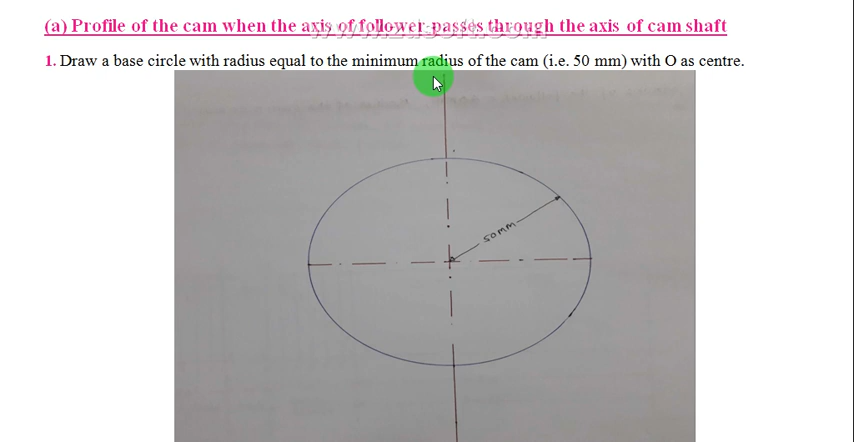 (a) Profile of the cam when the axis of follower passes through the axis of cam shaft
1. Draw a base circle with radius equal to the minimum radius of the cam (i.e. 50 mm) with O as centre.
50mm